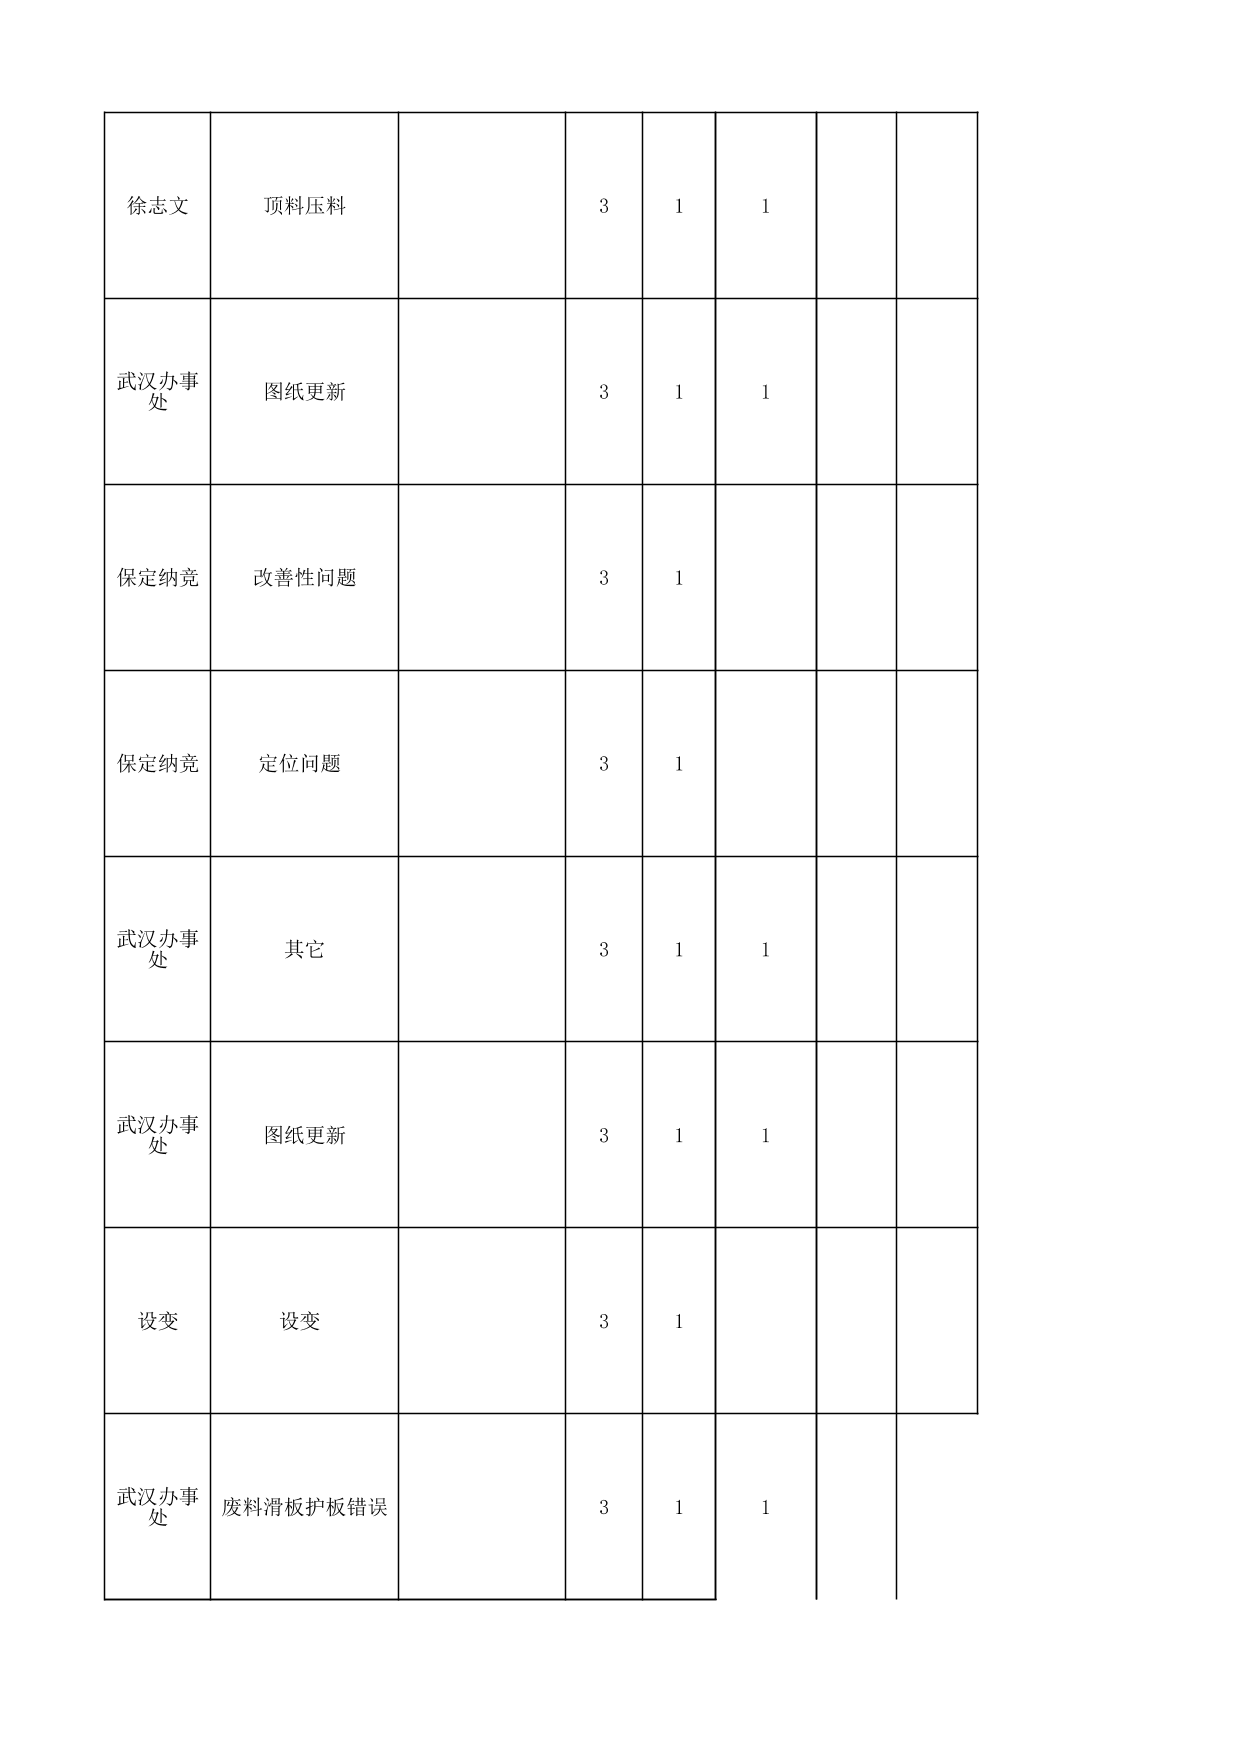 徐志文 顶料压料 3 1 1
武汉办事
处 图纸更新 3 1 1
保定纳竞 改善性问题 3 1
保定纳竞 定位问题 3 1
武汉办事
处 其它 3 1 1
武汉办事
处 图纸更新 3 1 1
设变 设变 3 1
武汉办事
处 废料滑板护板错误 3 1 1